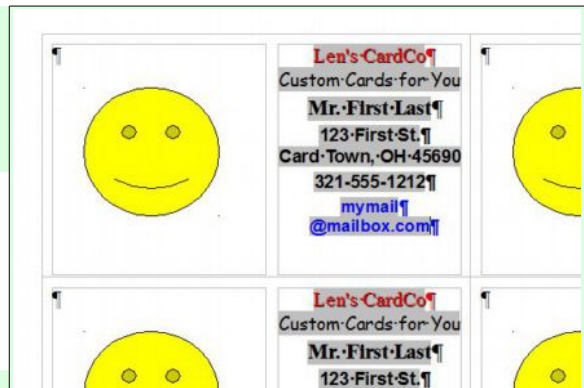 ¶
Len's·CardCo¶
Custom·Cards·for·You
Mr.·First·Last¶
123·First·St.¶
Card·Town,·OH·45690
321-555-1212¶
mymail¶
@mailbox.com¶
¶
¶
Len's·CardCo¶
Custom·Cards·for·You
Mr.·First·Last¶
123·First·St.¶
¶